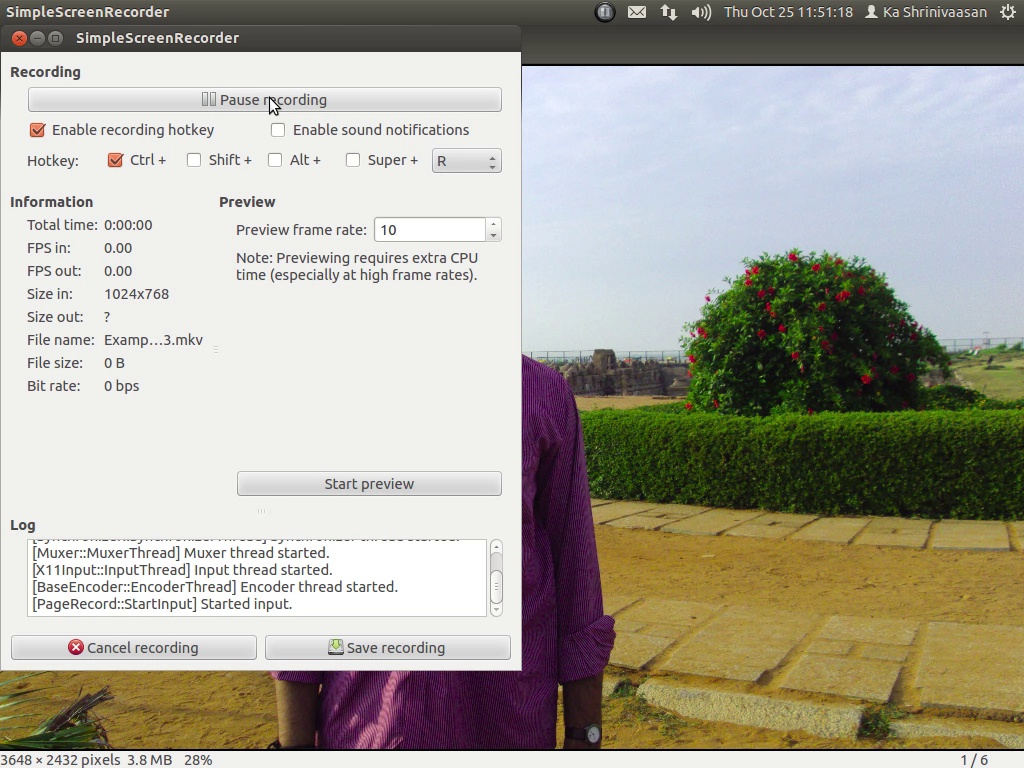 SimpleScreenRecorder
Thu Oct 25 11:51:18 Ka Shrinivaasan
SimpleScreenRecorder
Recording
Pause recording
Enable recording hotkey Enable sound notifications
Hotkey: Ctrl + Shift + Alt + Super + R
Information
Total time: 0:00:00
FPS in: 0.00
FPS out: 0.00
Size in: 1024x768
Size out: ?
File name: Examp...3.mkv
File size: 0 B
Bit rate: 0 bps
Preview
Preview frame rate: 10
Note: Previewing requires extra CPU
time (especially at high frame rates).
Start preview
Log
[Muxer::MuxerThread] Muxer thread started.
[X11Input::InputThread] Input thread started.
[BaseEncoder::EncoderThread] Encoder thread started.
[PageRecord::StartInput] Started input.
Cancel recording Save recording
3648 × 2432 pixels 3.8 MB 28% 1 / 6